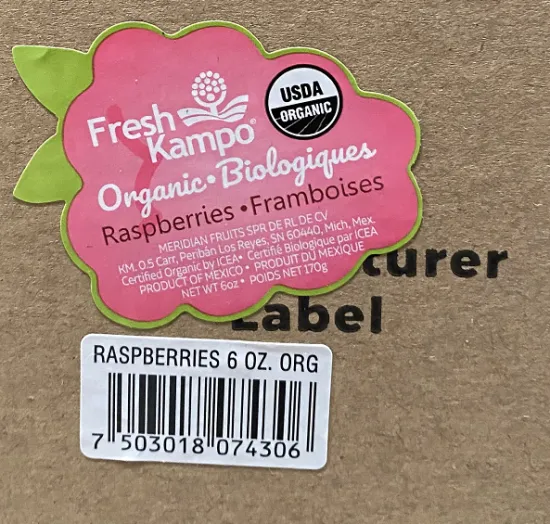 Fresh
Kampo®
USDA
ORGANIC
Organic • Biologiques
Raspberries • Framboises
MERIDIAN FRUITS SPR DE RL DE CV
KM. 0.5 Carr, Peribán Los Reyes, SN 60440, Mich, Mex.
Certified Organic by ICEA • Certifié Biologique par ICEA
PRODUCT OF MEXICO • PRODUIT DU MEXIQUE
NET WT 6oz • POIDS NET 170g
turer
Label
RASPBERRIES 6 OZ. ORG
7 503018 074306